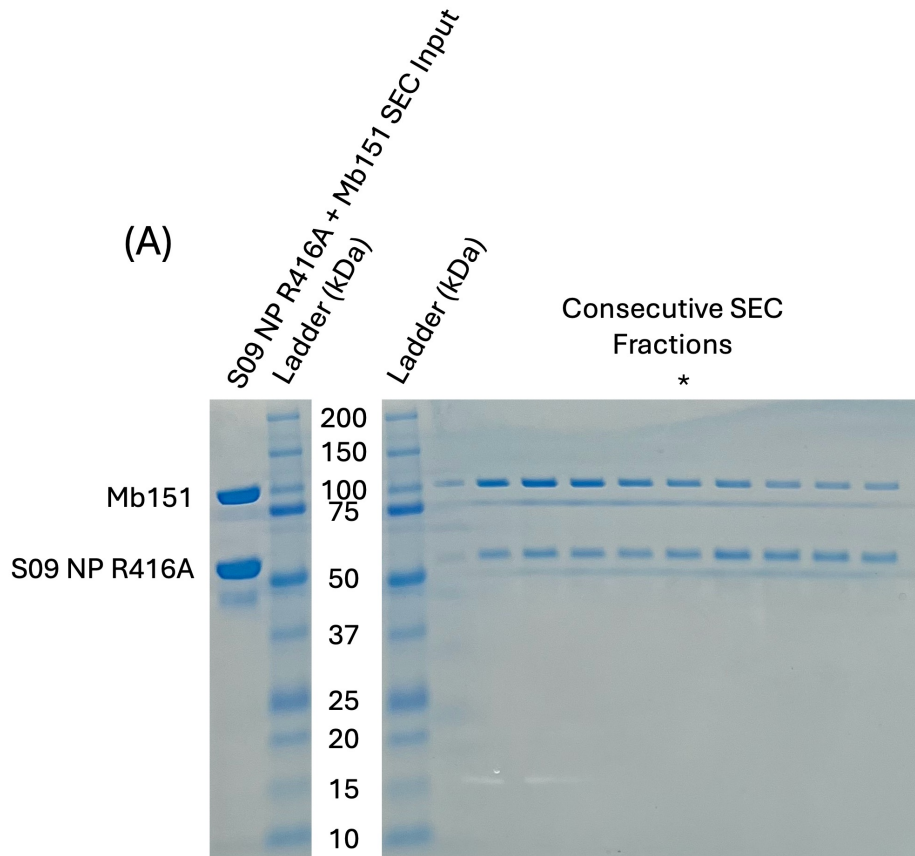 (A)
S09 NP R416A + Mb151 SEC Input
Ladder (kDa)
Ladder (kDa)
Consecutive SEC
Fractions
*
200
150
100
75
50
37
25
20
15
10
Mb151
S09 NP R416A